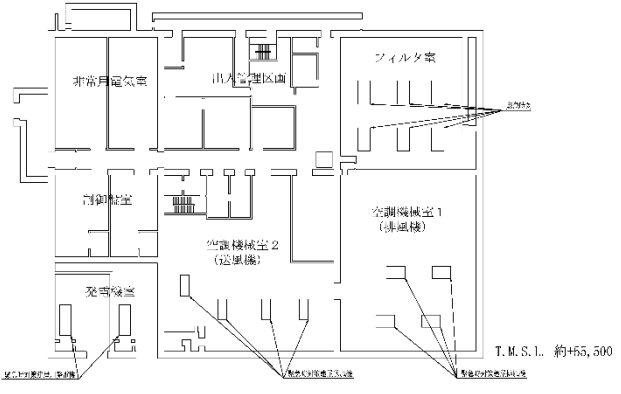 非常用電気室
出入管理区画
フィルタ室
制御盤室
空調機械室１
(排風機)
空調機械室２
(送風機)
発電機室
T.M.S.L. 約+55,500